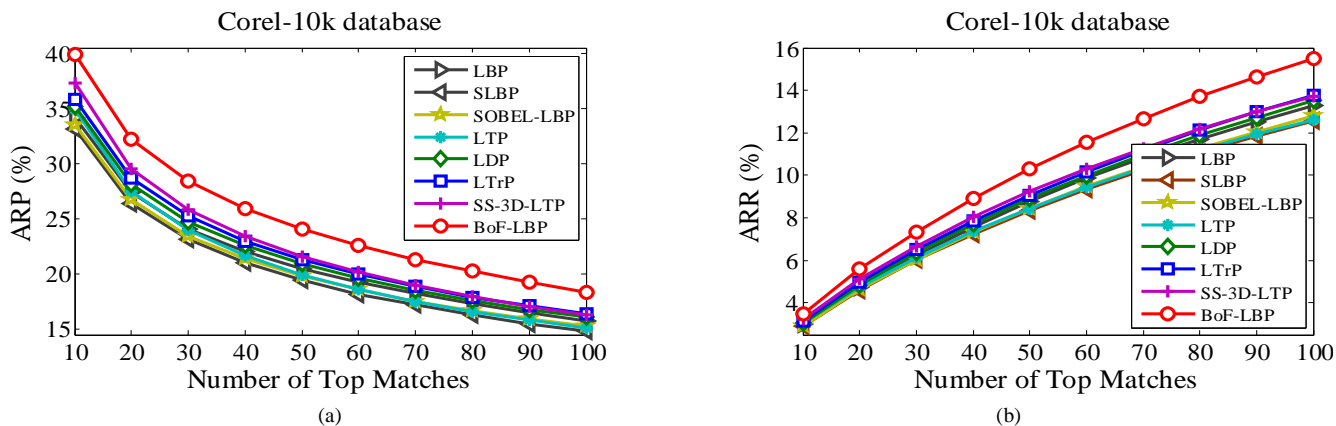 Corel-10k database
40
35
30
25
20
15
ARP (%)
10 20 30 40 50 60 70 80 90 100
Number of Top Matches
LBP
SLBP
SOBEL-LBP
LTP
LDP
LTrP
SS-3D-LTP
BoF-LBP
(a)
Corel-10k database
16
14
12
10
8
6
4
ARR (%)
10 20 30 40 50 60 70 80 90 100
Number of Top Matches
LBP
SLBP
SOBEL-LBP
LTP
LDP
LTrP
SS-3D-LTP
BoF-LBP
(b)